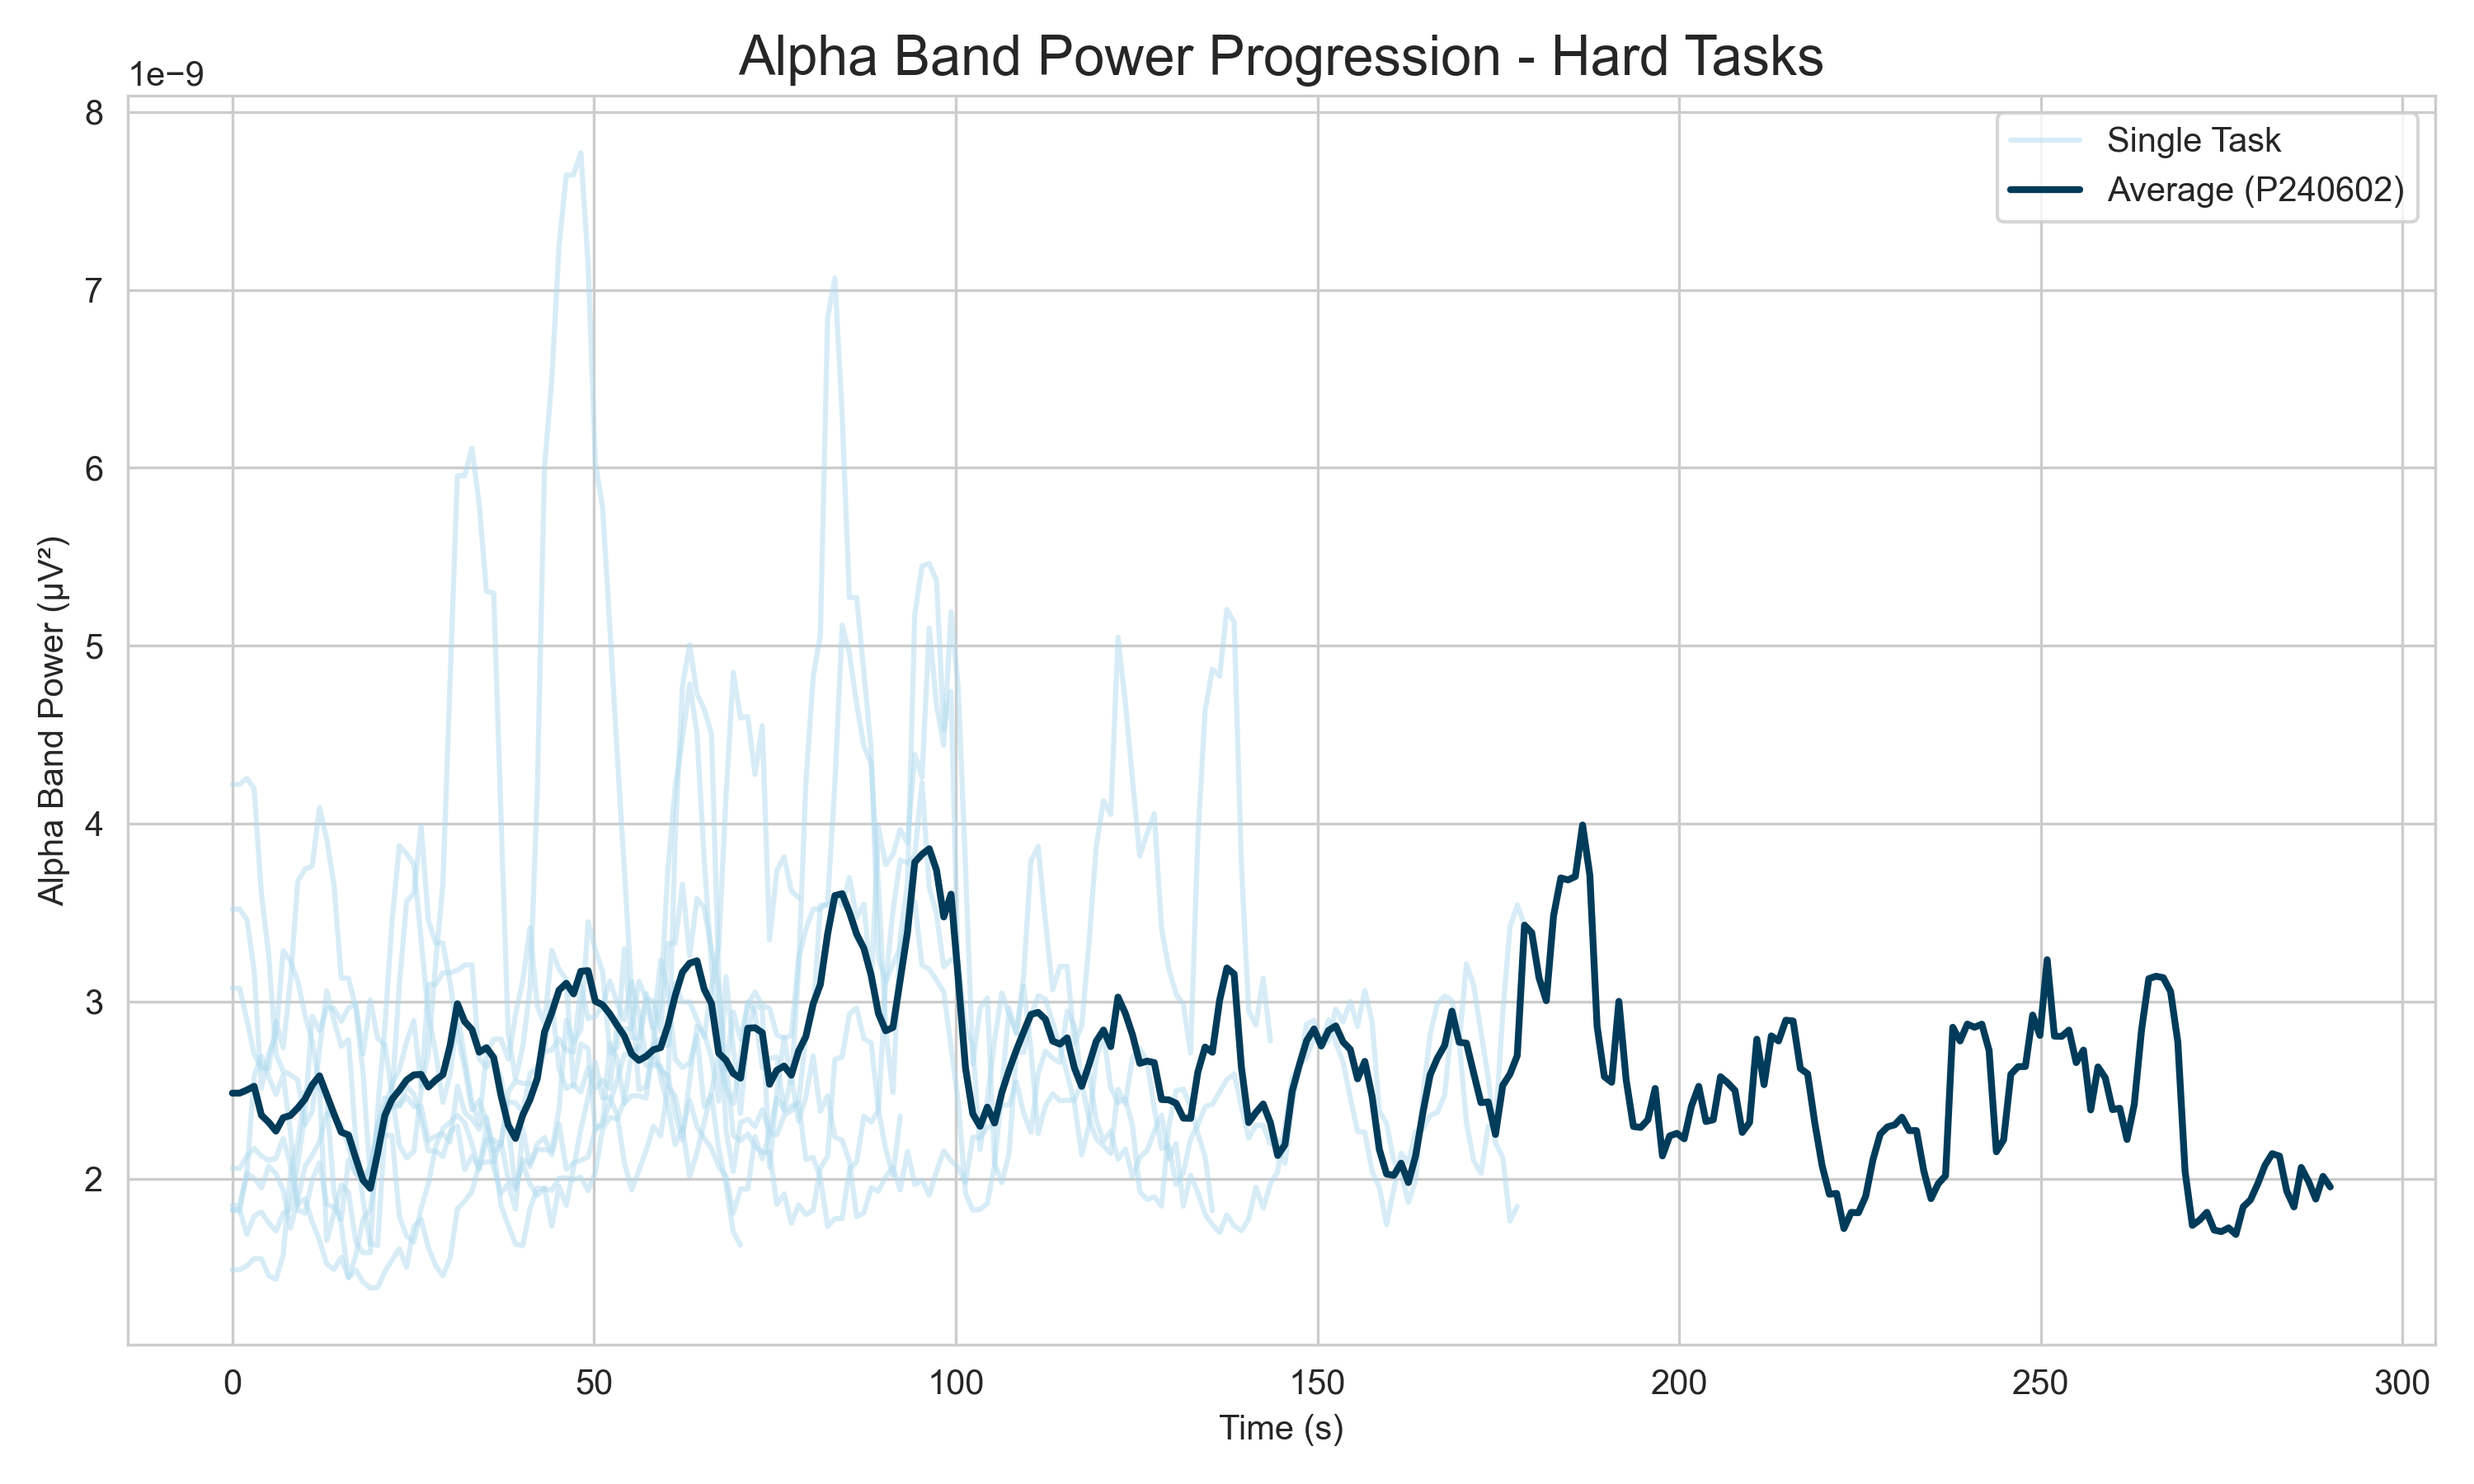 Alpha Band Power Progression - Hard Tasks
1e−9
8
7
6
5
4
3
2
Alpha Band Power (µV²)
Single Task
Average (P240602)
0 50 100 150 200 250 300
Time (s)